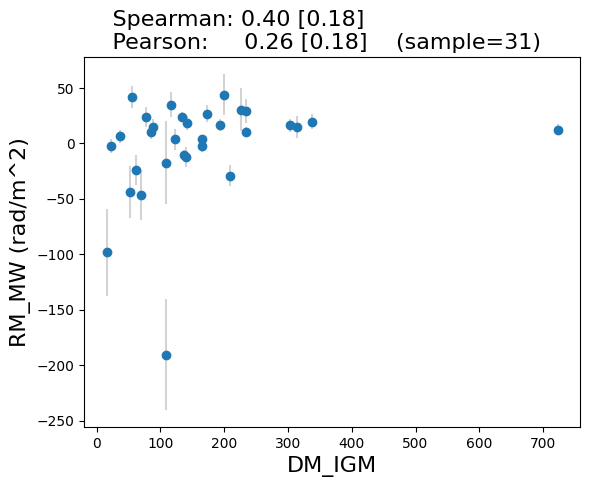 Spearman: 0.40 [0.18]
Pearson: 0.26 [0.18] (sample=31)
RM_MW (rad/m^2)
50
0
−50
−100
−150
−200
−250
0 100 200 300 400 500 600 700
DM_IGM